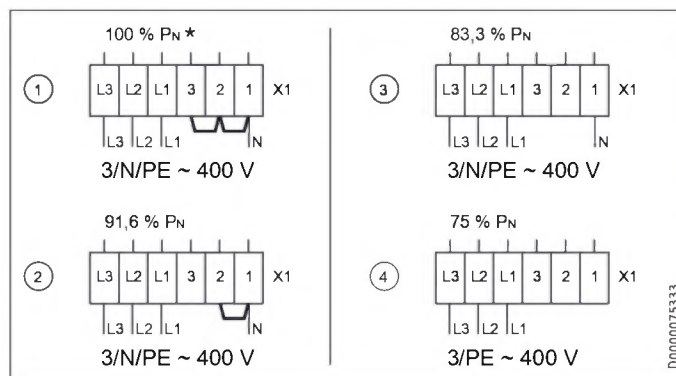 100 % PN *
1
L3 L2 L1 3 2 1 X1
L3 L2 L1 N
3/N/PE ~ 400 V
91,6 % PN
2
L3 L2 L1 3 2 1 X1
L3 L2 L1 N
3/N/PE ~ 400 V
83,3 % PN
3
L3 L2 L1 3 2 1 X1
L3 L2 L1 N
3/N/PE ~ 400 V
75 % PN
4
L3 L2 L1 3 2 1 X1
L3 L2 L1
3/PE ~ 400 V
D0000075333